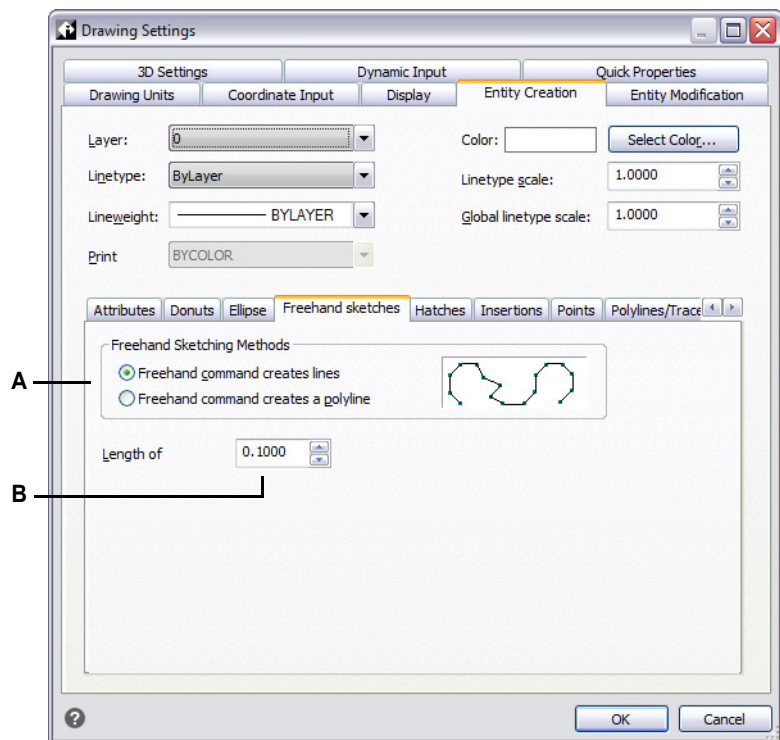 Drawing Settings
3D Settings Dynamic Input Quick Properties
Drawing Units Coordinate Input Display Entity Creation Entity Modification
Layer: 0 Color: Select Color...
Linetype: ByLayer Linetype scale: 1.0000
Lineweight: BYLAYER Global linetype scale: 1.0000
Print BYCOLOR
Attributes Donuts Ellipse Freehand sketches Hatches Insertions Points Polylines/Trace
Freehand Sketching Methods
A Freehand command creates lines
Freehand command creates a polyline
Length of 0.1000
B
? OK Cancel